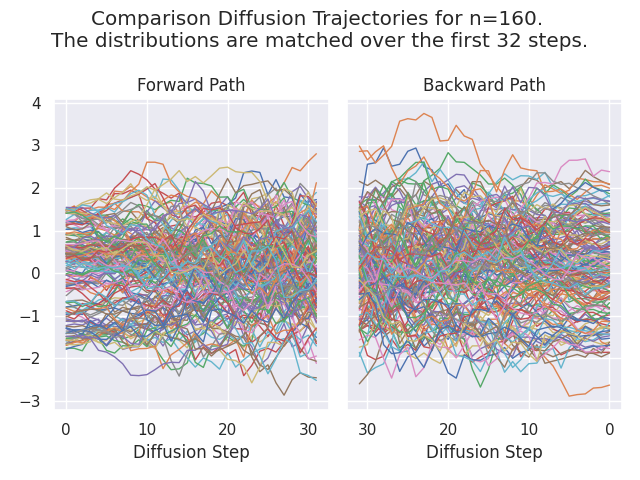 Comparison Diffusion Trajectories for n=160.
The distributions are matched over the first 32 steps.
Forward Path
Backward Path
4
3
2
1
0
−1
−2
−3
0 10 20 30
30 20 10 0
Diffusion Step
Diffusion Step